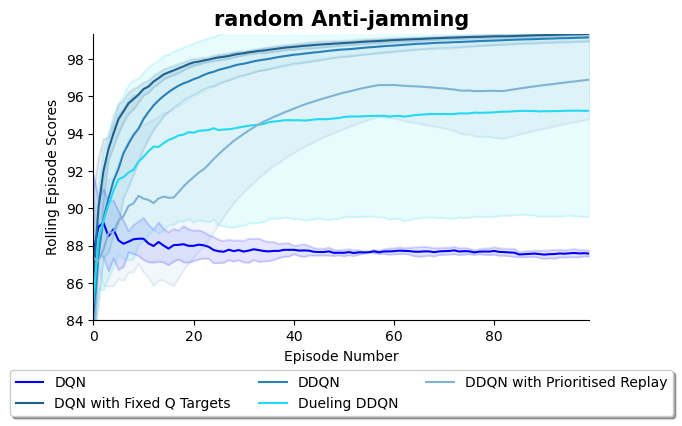 random Anti-jamming
98
96
94
92
90
88
86
84
Rolling Episode Scores
0 20 40 60 80
Episode Number
DQN DDQN DDQN with Prioritised Replay
DQN with Fixed Q Targets Dueling DDQN